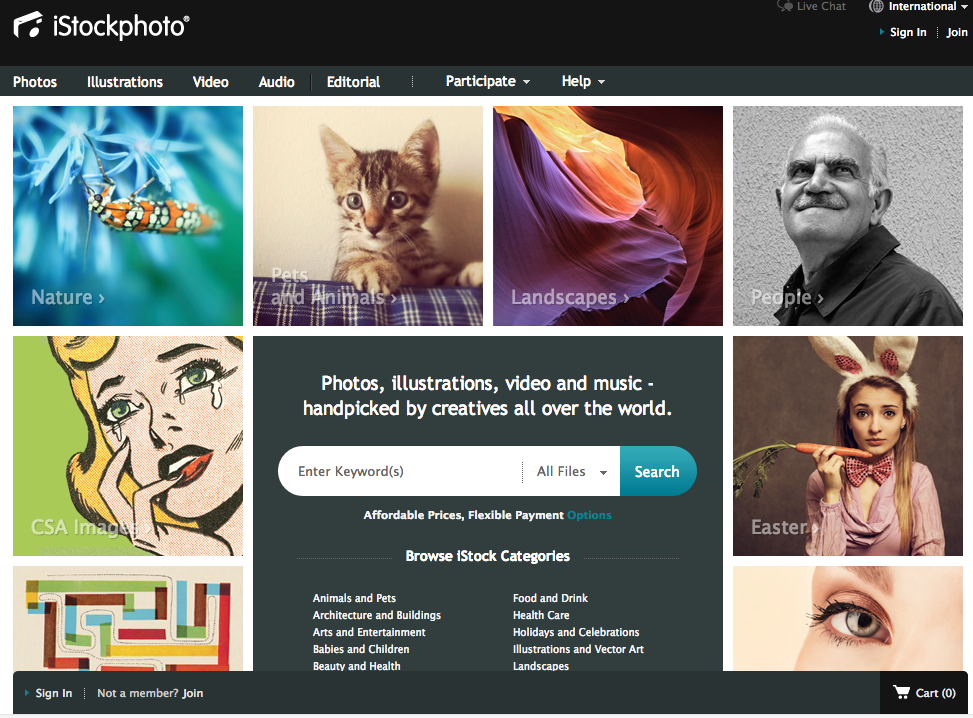 Live Chat
International
iStockphoto®
Sign In
Join
Photos
Illustrations
Video
Audio
Editorial
Participate
Help
Nature ›
Pets
and Animals ›
Landscapes ›
People ›
Photos, illustrations, video and music -
handpicked by creatives all over the world.
Enter Keyword(s)
All Files
Search
Affordable Prices, Flexible Payment Options
CSA Images ›
Easter ›
Browse iStock Categories
Animals and Pets
Architecture and Buildings
Arts and Entertainment
Babies and Children
Beauty and Health
Food and Drink
Health Care
Holidays and Celebrations
Illustrations and Vector Art
Landscapes
Sign In
Not a member? Join
Cart (0)